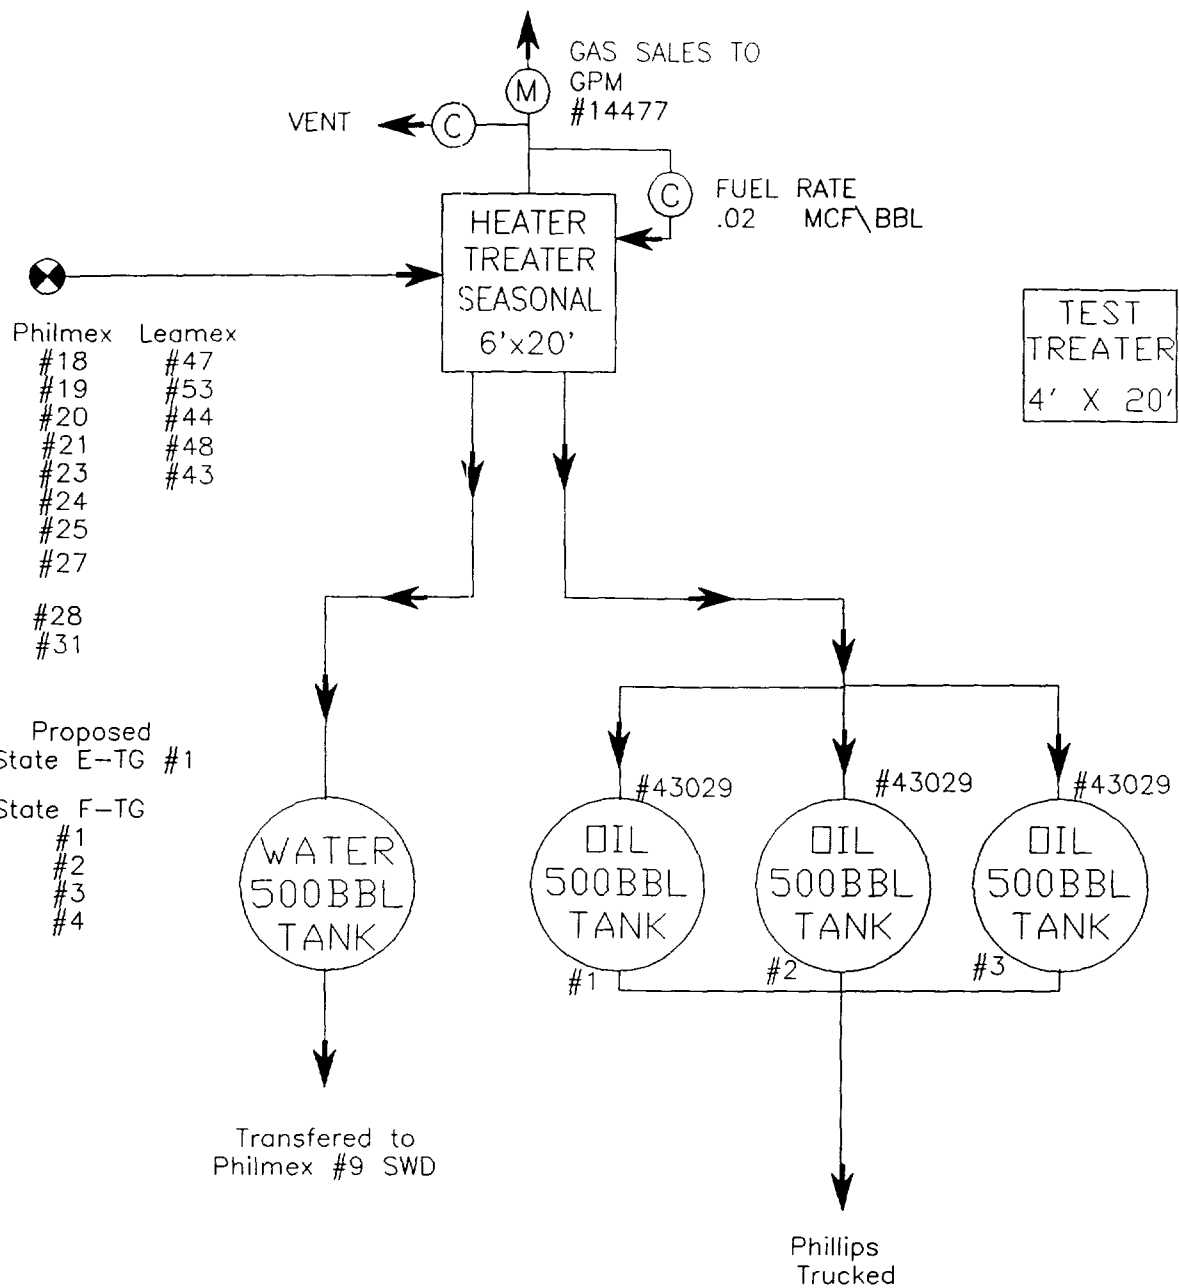 GAS SALES TO
GPM
#14477
M
VENT
C
C
FUEL RATE
.02 MCF\BBL
HEATER
TREATER
SEASONAL
6'x20'
TEST
TREATER
4' X 20'
Philmex Leamex
#18 #47
#19 #53
#20 #44
#21 #48
#23 #43
#24
#25
#27
#28
#31
Proposed
State E-TG #1
State F-TG
#1
#2
#3
#4
WATER
500BBL
TANK
#43029
OIL
500BBL
TANK
#1
#43029
OIL
500BBL
TANK
#2
#43029
OIL
500BBL
TANK
#3
Transfered to
Philmex #9 SWD
Phillips
Trucked